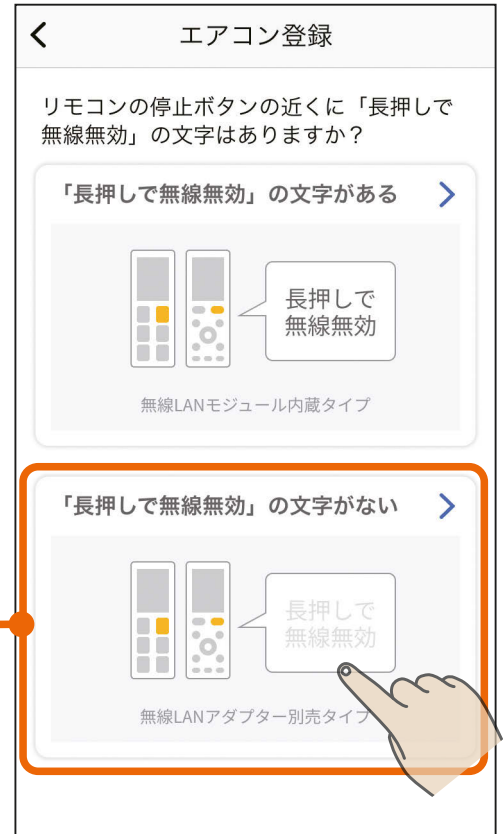 エアコン登録
リモコンの停止ボタンの近くに「長押しで
無線無効」の文字はありますか？
「長押しで無線無効」の文字がある
長押しで
無線無効
無線LANモジュール内蔵タイプ
「長押しで無線無効」の文字がない
長押しで
無線無効
無線LANアダプター別売タイプ